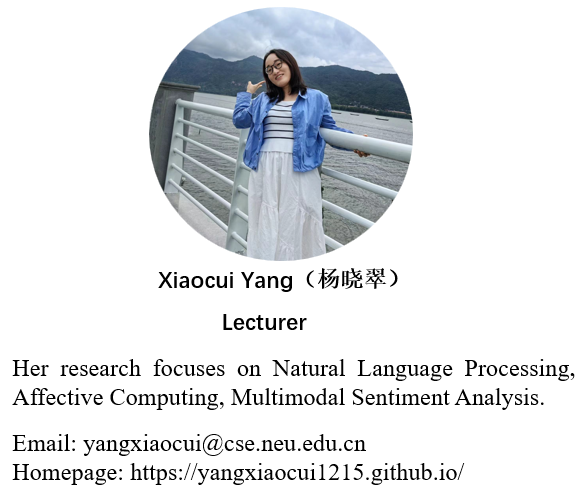 Xiaocui Yang（杨晓翠）
Lecturer
Her research focuses on Natural Language Processing,
Affective Computing, Multimodal Sentiment Analysis.
Email: yangxiaocui@cse.neu.edu.cn
Homepage: https://yangxiaocui1215.github.io/